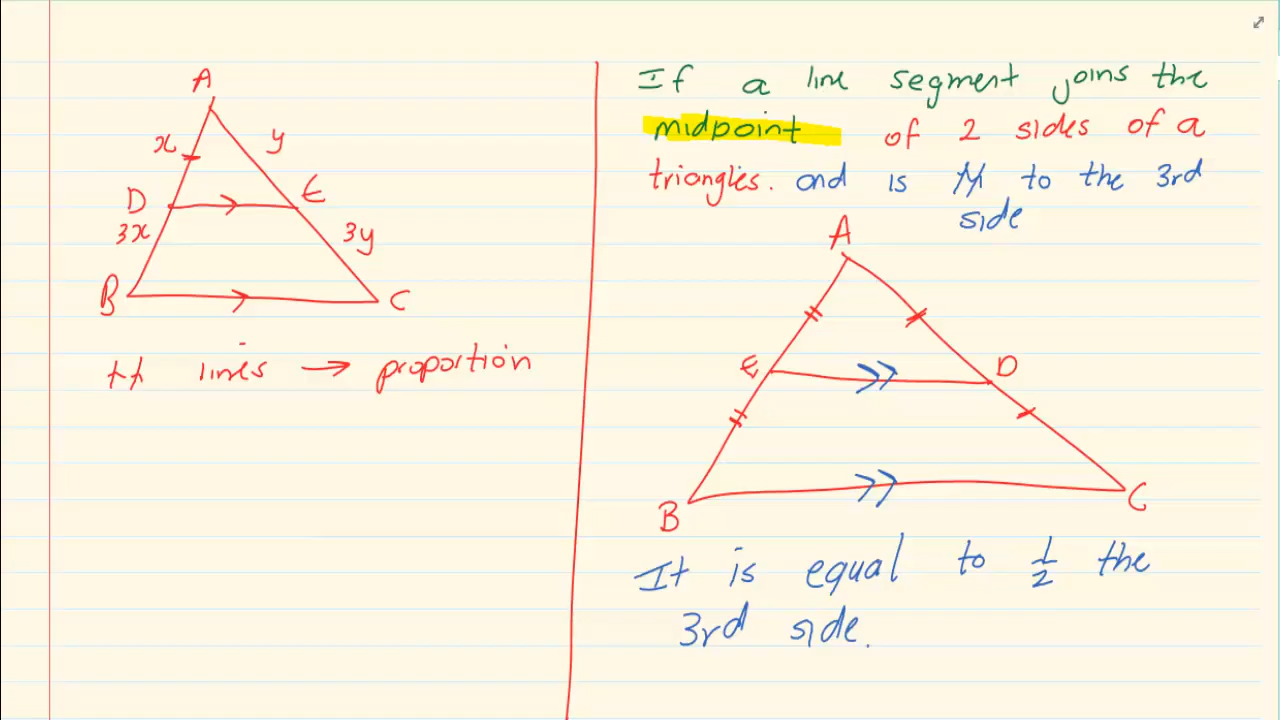 A
x
y
D
E
3x
3y
B
C
lines → proportion
If a line segment joins the
midpoint of 2 sides of a
triangles. and is // to the 3rd
side
A
E
D
B
C
It is equal to 1/2 the
3rd side.